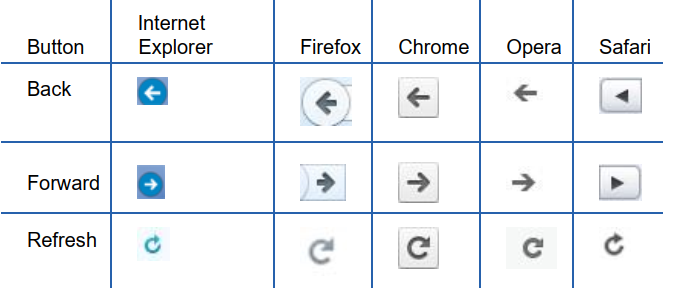 Button
Internet
Explorer
Firefox
Chrome
Opera
Safari
Back
Forward
Refresh